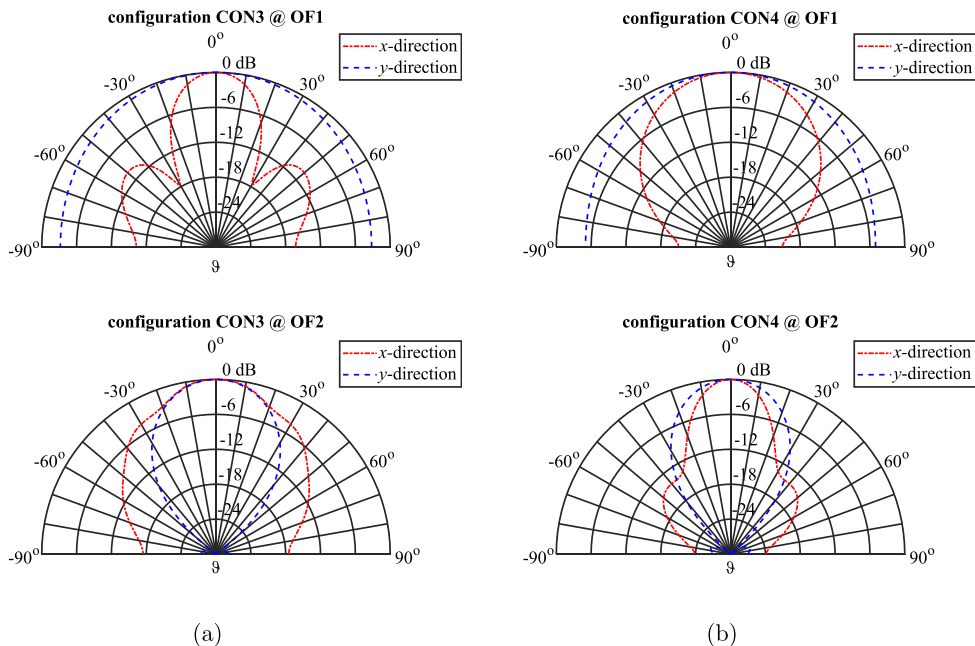 configuration CON3 @ OF1
x-direction
y-direction
0°
-30°
30°
-60°
60°
-90°
90°
0 dB
-6
-12
-18
-24
ϑ
configuration CON4 @ OF1
x-direction
y-direction
0°
-30°
30°
-60°
60°
-90°
90°
0 dB
-6
-12
-18
-24
ϑ
configuration CON3 @ OF2
x-direction
y-direction
0°
-30°
30°
-60°
60°
-90°
90°
0 dB
-6
-12
-18
-24
ϑ
configuration CON4 @ OF2
x-direction
y-direction
0°
-30°
30°
-60°
60°
-90°
90°
0 dB
-6
-12
-18
-24
ϑ
(a)
(b)